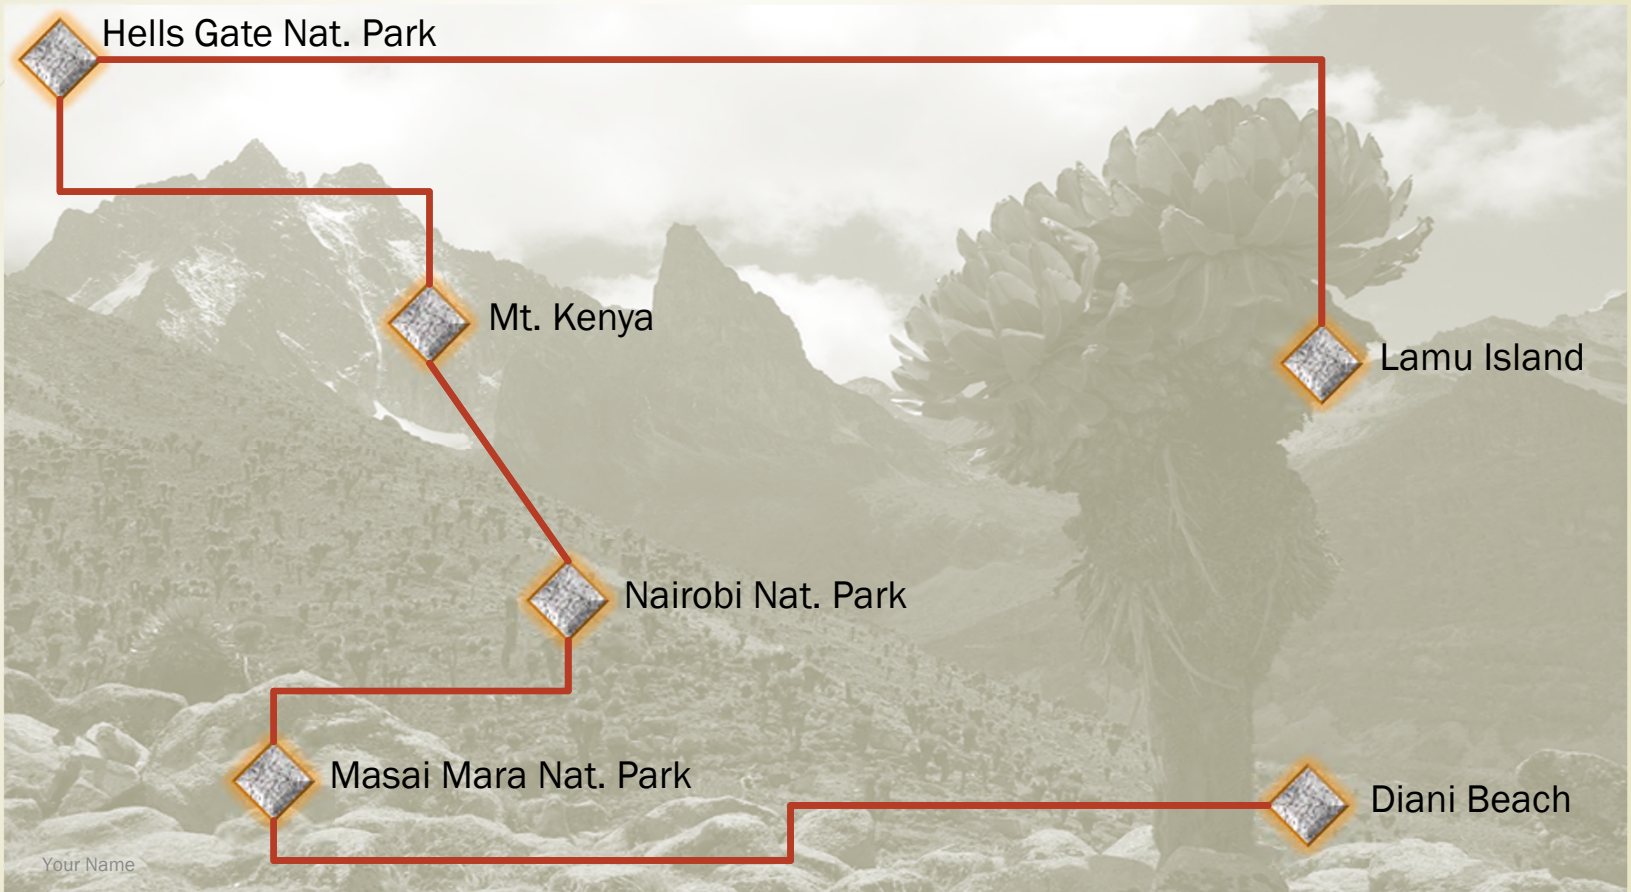 Hells Gate Nat. Park
Mt. Kenya
Lamu Island
Nairobi Nat. Park
Masai Mara Nat. Park
Diani Beach
Your Name